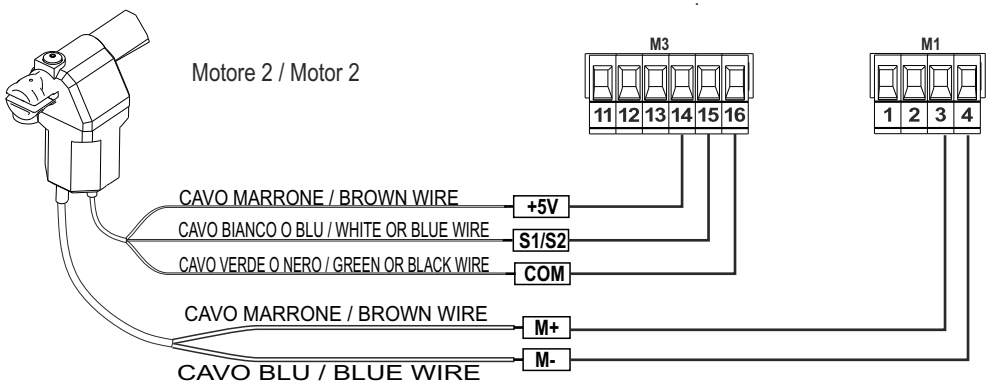 Motore 2 / Motor 2
M3
M1
11 12 13 14 15 16
1 2 3 4
CAVO MARRONE / BROWN WIRE
+5V
CAVO BIANCO O BLU / WHITE OR BLUE WIRE
S1/S2
CAVO VERDE O NERO / GREEN OR BLACK WIRE
COM
CAVO MARRONE / BROWN WIRE
M+
M-
CAVO BLU / BLUE WIRE